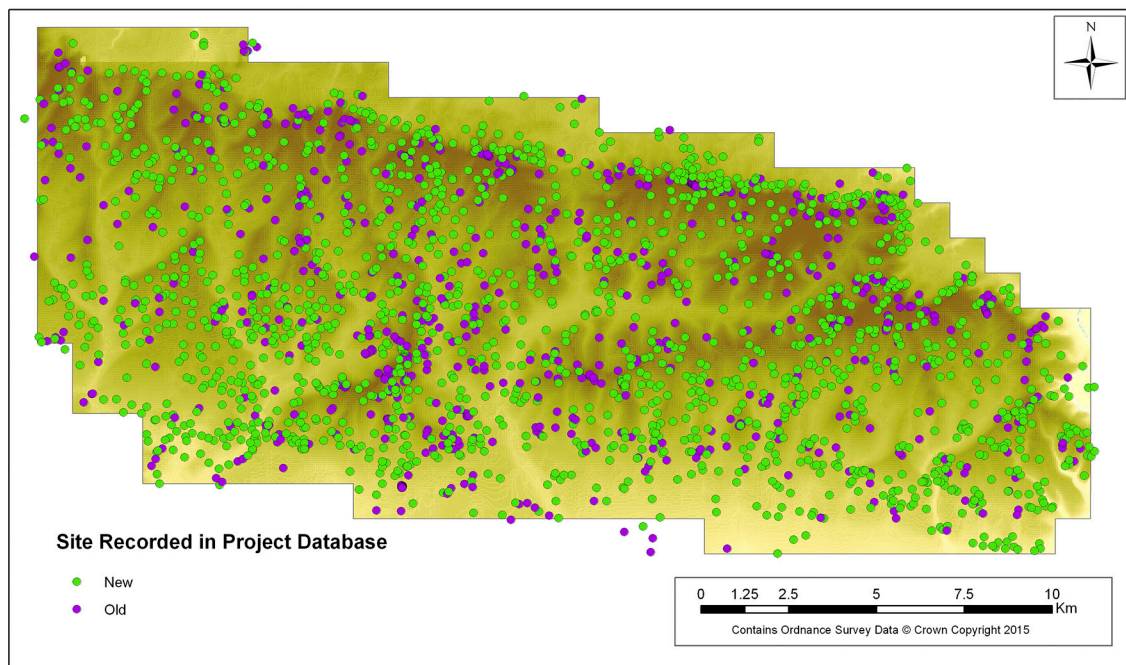 N
Site Recorded in Project Database
New
Old
0 1.25 2.5 5 7.5 10
Km
Contains Ordnance Survey Data © Crown Copyright 2015